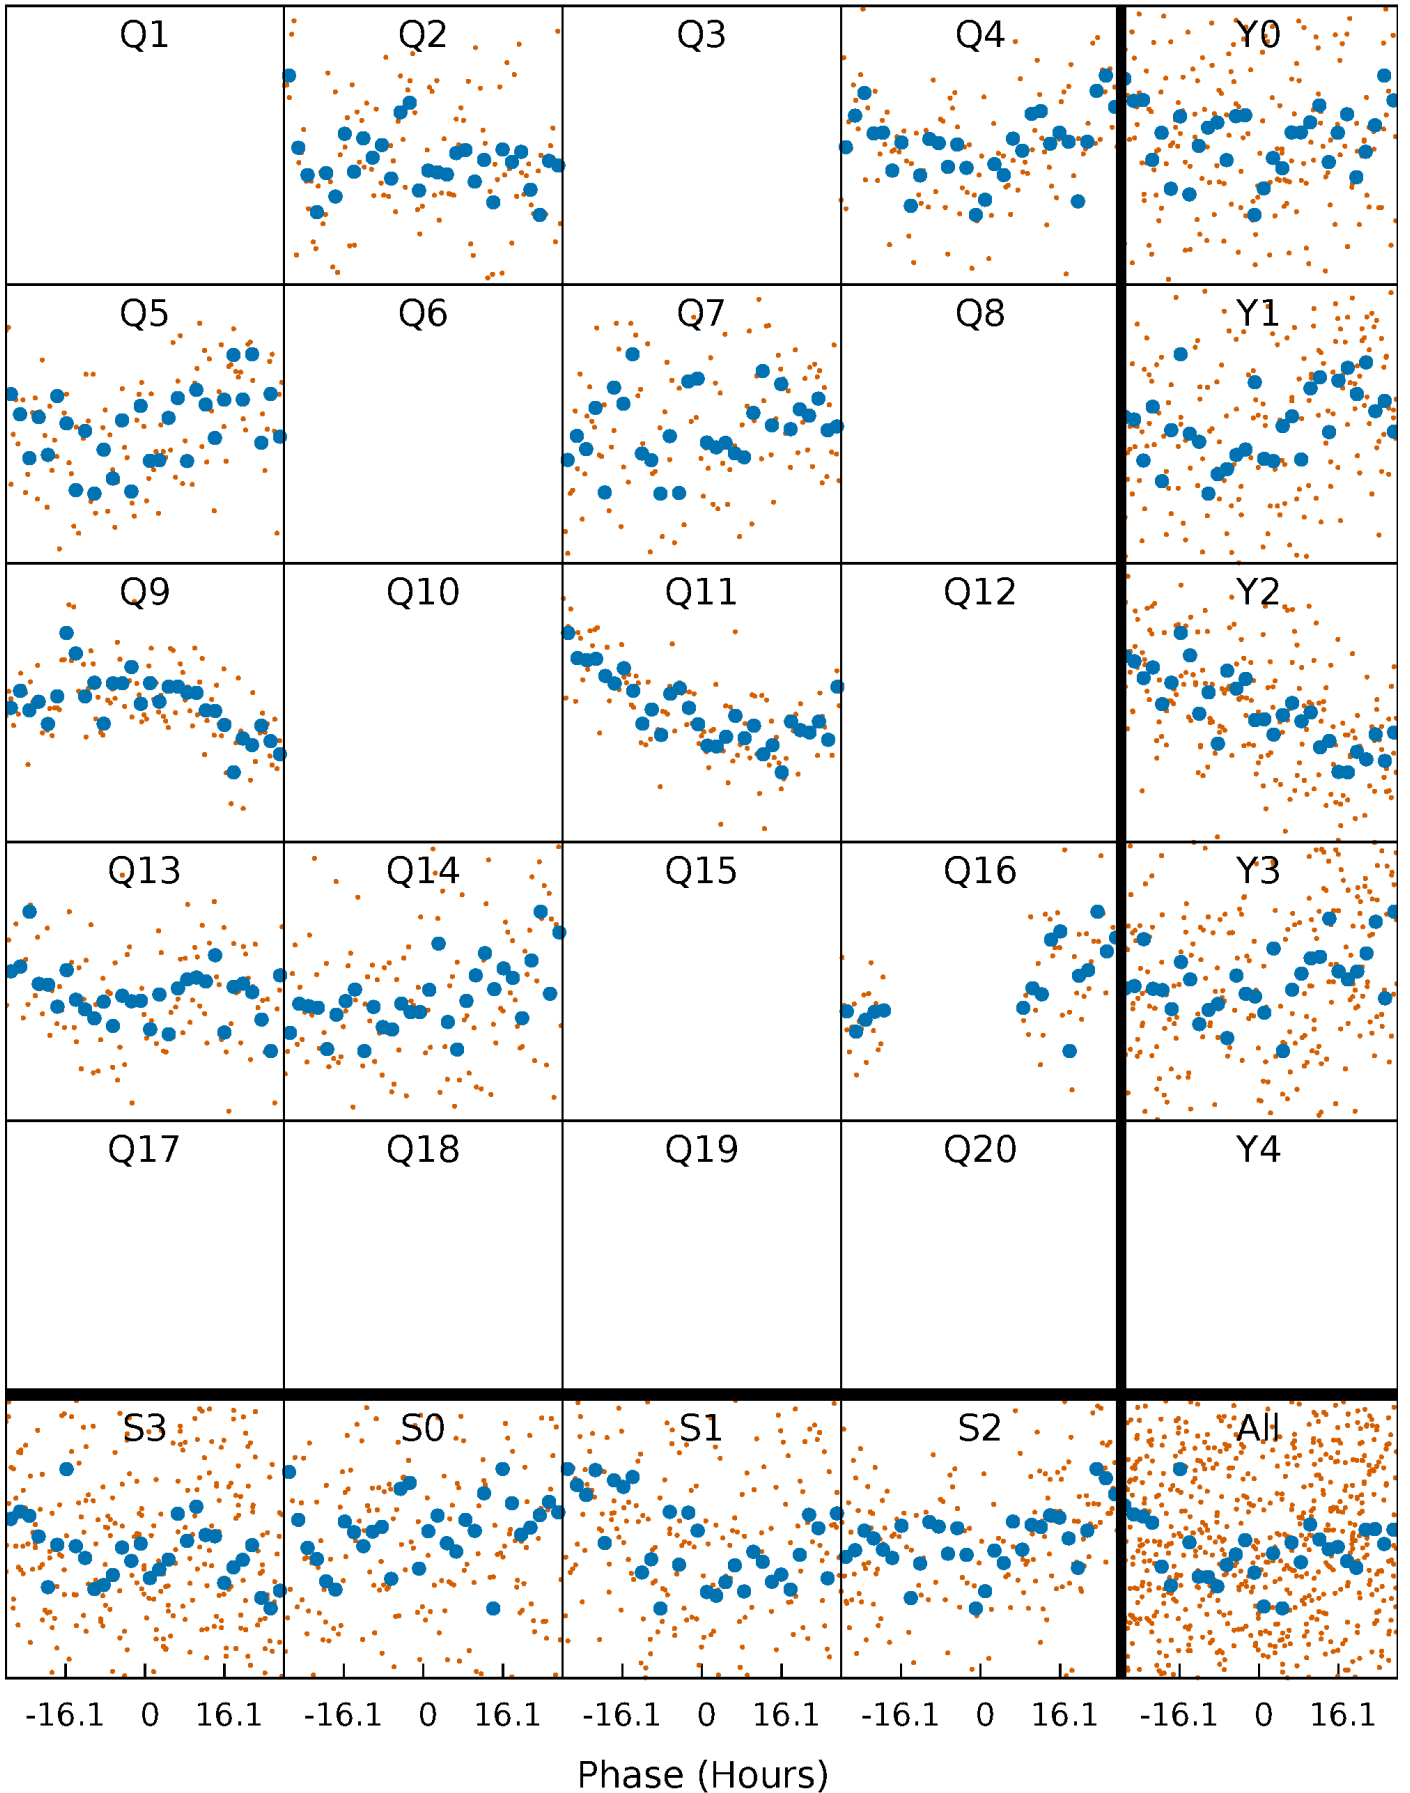 Q1 Q2 Q3 Q4 Y0
Q5 Q6 Q7 Q8 Y1
Q9 Q10 Q11 Q12 Y2
Q13 Q14 Q15 Q16 Y3
Q17 Q18 Q19 Q20 Y4
S3 S0 S1 S2 All
-16.1 0 16.1 -16.1 0 16.1 -16.1 0 16.1 -16.1 0 16.1 -16.1 0 16.1
Phase (Hours)